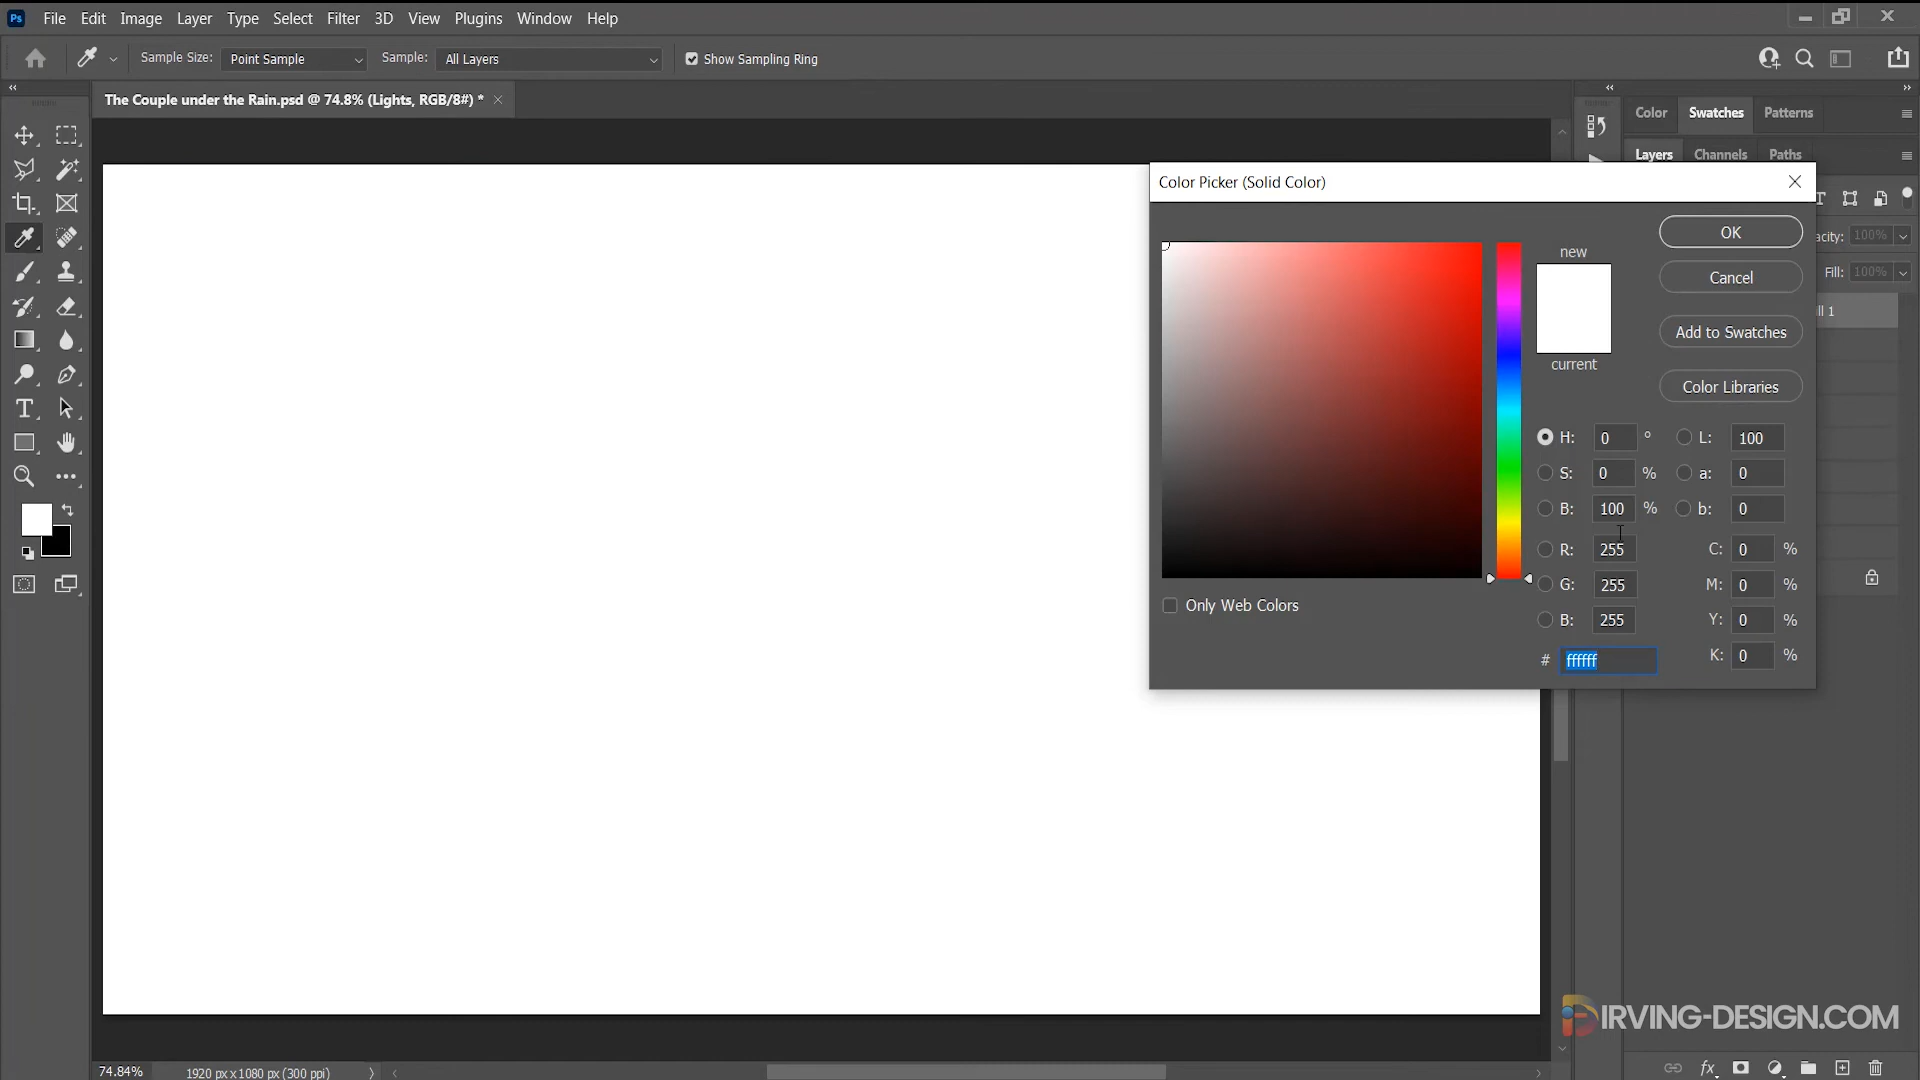 Ps File Edit Image Layer Type Select Filter 3D View Plugins Window Help
Sample Size: Point Sample Sample: All Layers Show Sampling Ring
The Couple under the Rain.psd @ 74.8% (Lights, RGB/8#) *
Color Swatches Patterns
Layers Channels Paths
Color Picker (Solid Color)
OK
acity: 100%
new
Cancel
Fill: 100%
ll 1
Add to Swatches
current
Color Libraries
H: 0 ° L: 100
S: 0 % a: 0
B: 100 % b: 0
R: 255 C: 0 %
G: 255 M: 0 %
Only Web Colors
B: 255 Y: 0 %
# ffffff K: 0 %
IRVING-DESIGN.COM
74.84% 1920 px x 1080 px (300 ppi)
fx